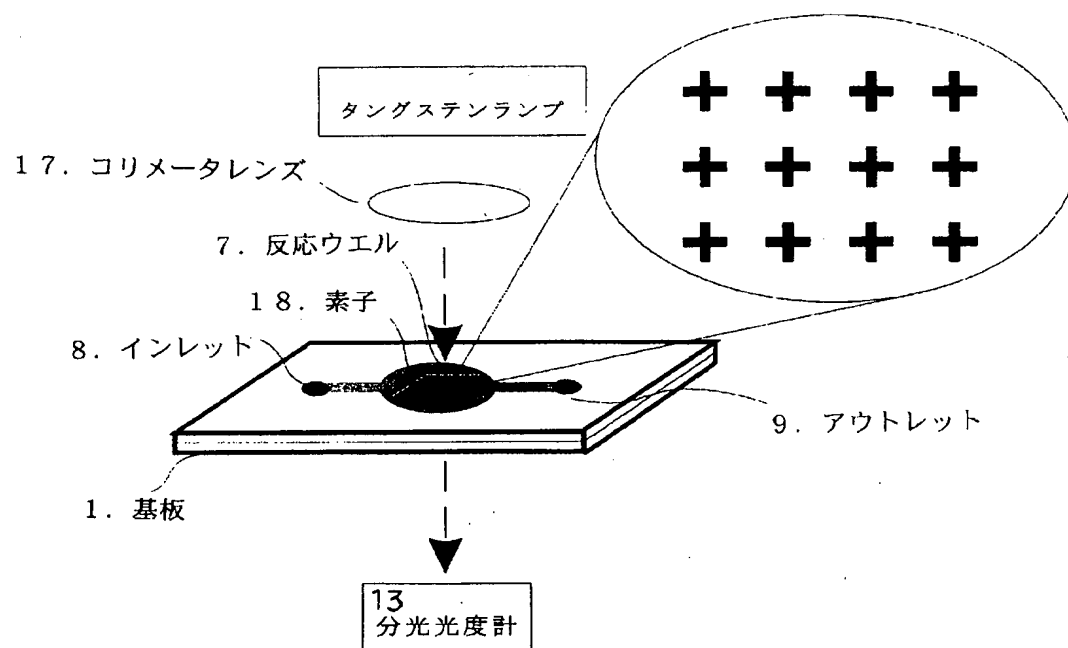 タングステンランプ
１７．コリメータレンズ
７．反応ウエル
１８．素子
８．インレット
９．アウトレット
１．基板
13
分光光度計